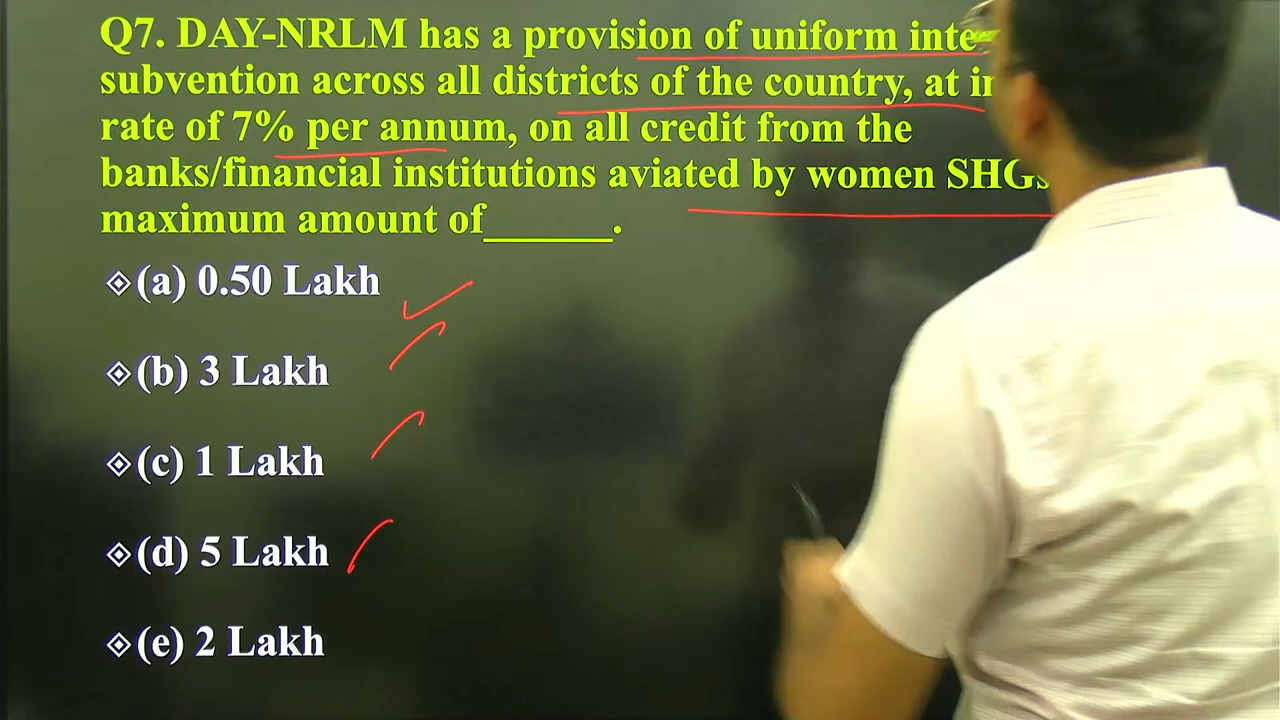 Q7. DAY-NRLM has a provision of uniform
subvention across all districts of the country, at
rate of 7% per annum, on all credit from the
banks/financial institutions aviated by women SHGs
maximum amount of______.
(a) 0.50 Lakh
(b) 3 Lakh
(c) 1 Lakh
(d) 5 Lakh
(e) 2 Lakh